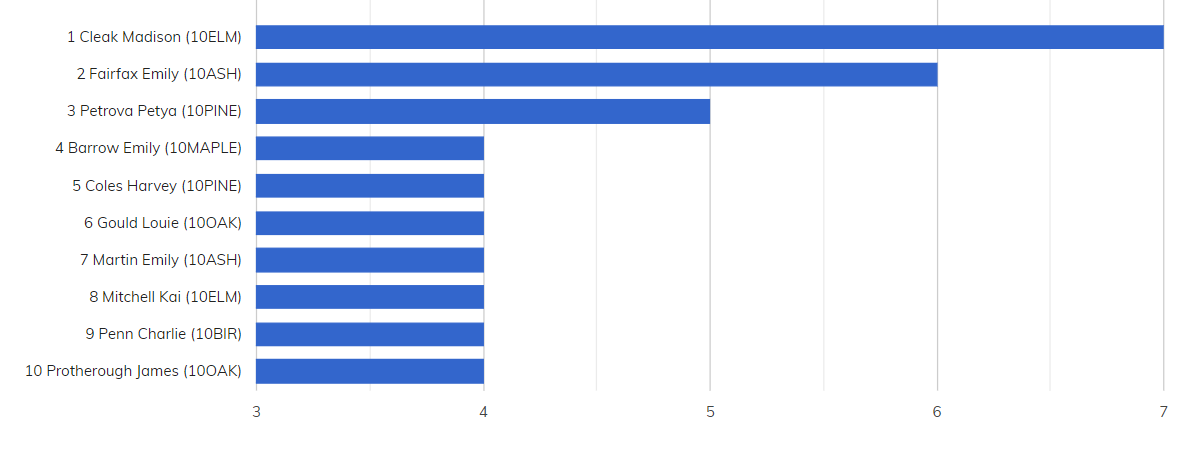 1 Cleak Madison (10ELM)
2 Fairfax Emily (10ASH)
3 Petrova Petya (10PINE)
4 Barrow Emily (10MAPLE)
5 Coles Harvey (10PINE)
6 Gould Louie (10OAK)
7 Martin Emily (10ASH)
8 Mitchell Kai (10ELM)
9 Penn Charlie (10BIR)
10 Protherough James (10OAK)
3 4 5 6 7